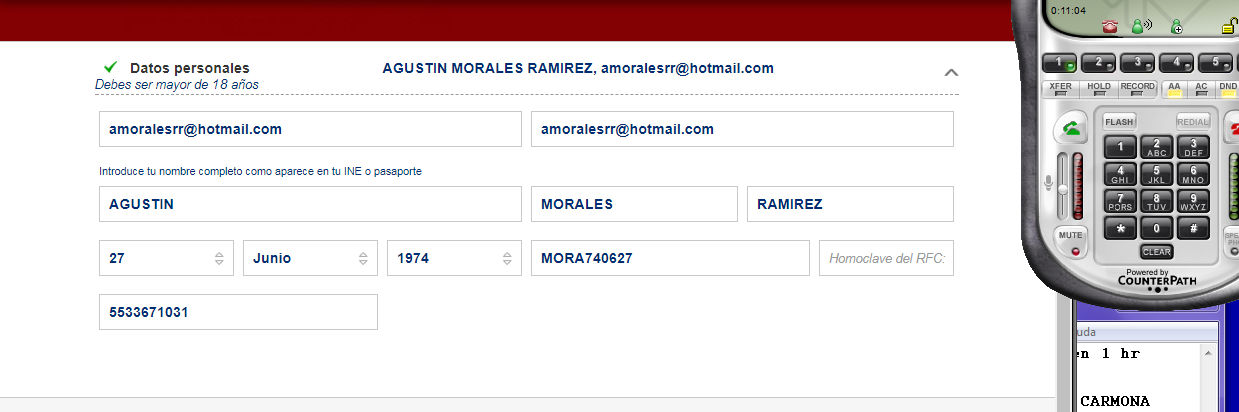 Datos personales
AGUSTIN MORALES RAMIREZ, amoralesrr@hotmail.com
Debes ser mayor de 18 años
amoralesrr@hotmail.com
amoralesrr@hotmail.com
Introduce tu nombre completo como aparece en tu INE o pasaporte
AGUSTIN
MORALES
RAMIREZ
27
Junio
1974
MORA740627
Homoclave del RFC:
5533671031
0:11:04
1 2 3 4 5
XFER HOLD RECORD AA AC DND
FLASH
REDIAL
1
2 ABC
3 DEF
4 GHI
5 JKL
6 MNO
7 PQRS
8 TUV
9 WXYZ
* 0 #
MUTE
CLEAR
Powered by
COUNTERPATH
uda
en 1 hr
CARMONA